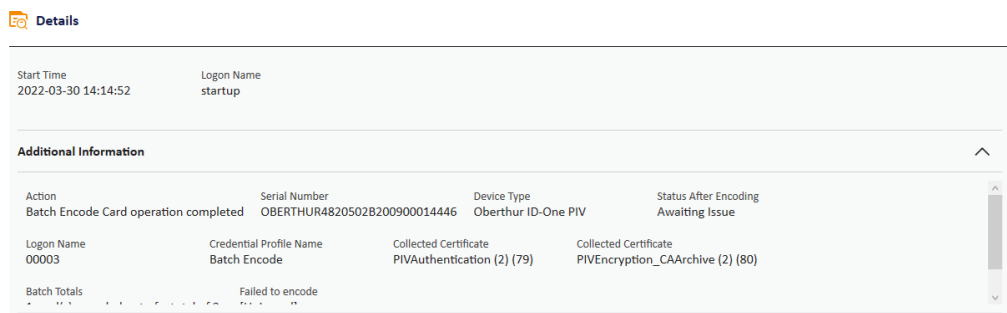 Details
Start Time Logon Name
2022-03-30 14:14:52 startup
Additional Information
Action Serial Number Device Type Status After Encoding
Batch Encode Card operation completed OBERTHUR4820502B200900014446 Oberthur ID-One PIV Awaiting Issue
Logon Name Credential Profile Name Collected Certificate Collected Certificate
00003 Batch Encode PIVAuthentication (2) (79) PIVEncryption_CAArchive (2) (80)
Batch Totals Failed to encode